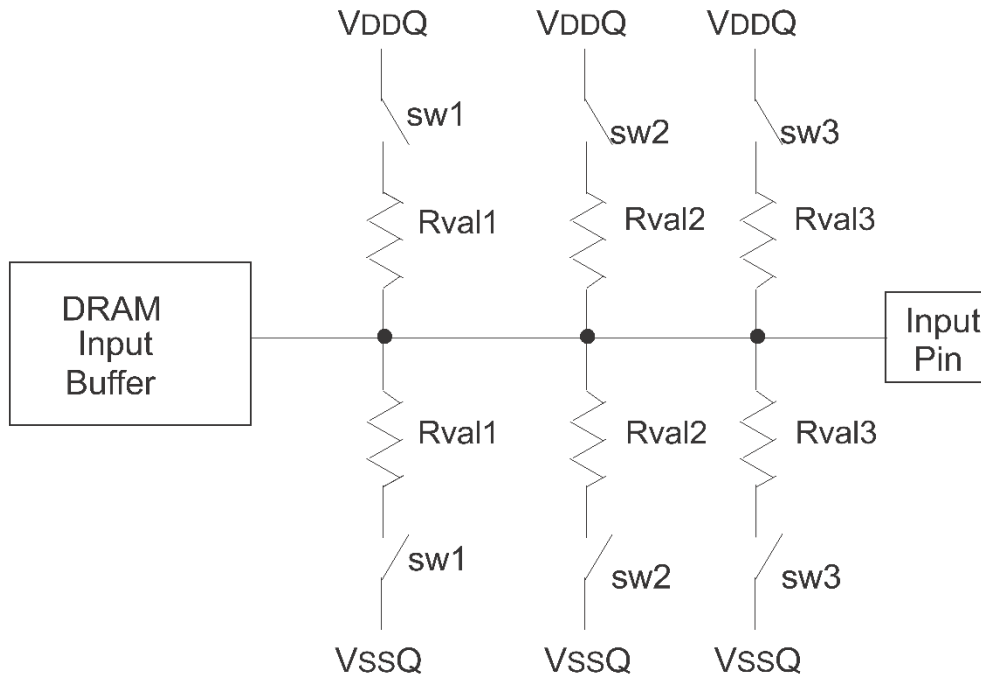 VDDQ
VDDQ
VDDQ
sw1
sw2
sw3
Rval1
Rval2
Rval3
DRAM
Input
Buffer
Input
Pin
Rval1
Rval2
Rval3
sw1
sw2
sw3
VSSQ
VSSQ
VSSQ